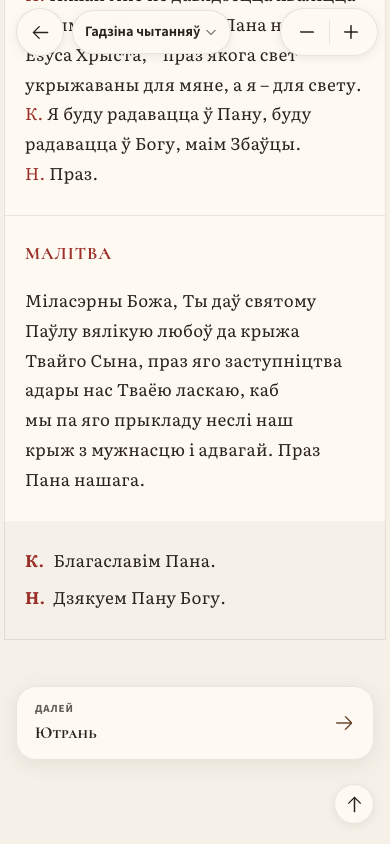 Гадзіна чытанняў
Пана н
Езуса Хрыста, праз якога свет
укрыжаваны для мяне, а я – для свету.
К. Я буду радавацца ў Пану, буду
радавацца ў Богу, маім Збаўцы.
Н. Праз.
МАЛІТВА
Міласэрны Божа, Ты даў святому
Паўлу вялікую любоў да крыжа
Твайго Сына, праз яго заступніцтва
адары нас Тваёю ласкаю, каб
мы па яго прыкладу неслі наш
крыж з мужнасцю і адвагай. Праз
Пана нашага.
К. Благаславім Пана.
Н. Дзякуем Пану Богу.
ДАЛЕЙ
Ютрань